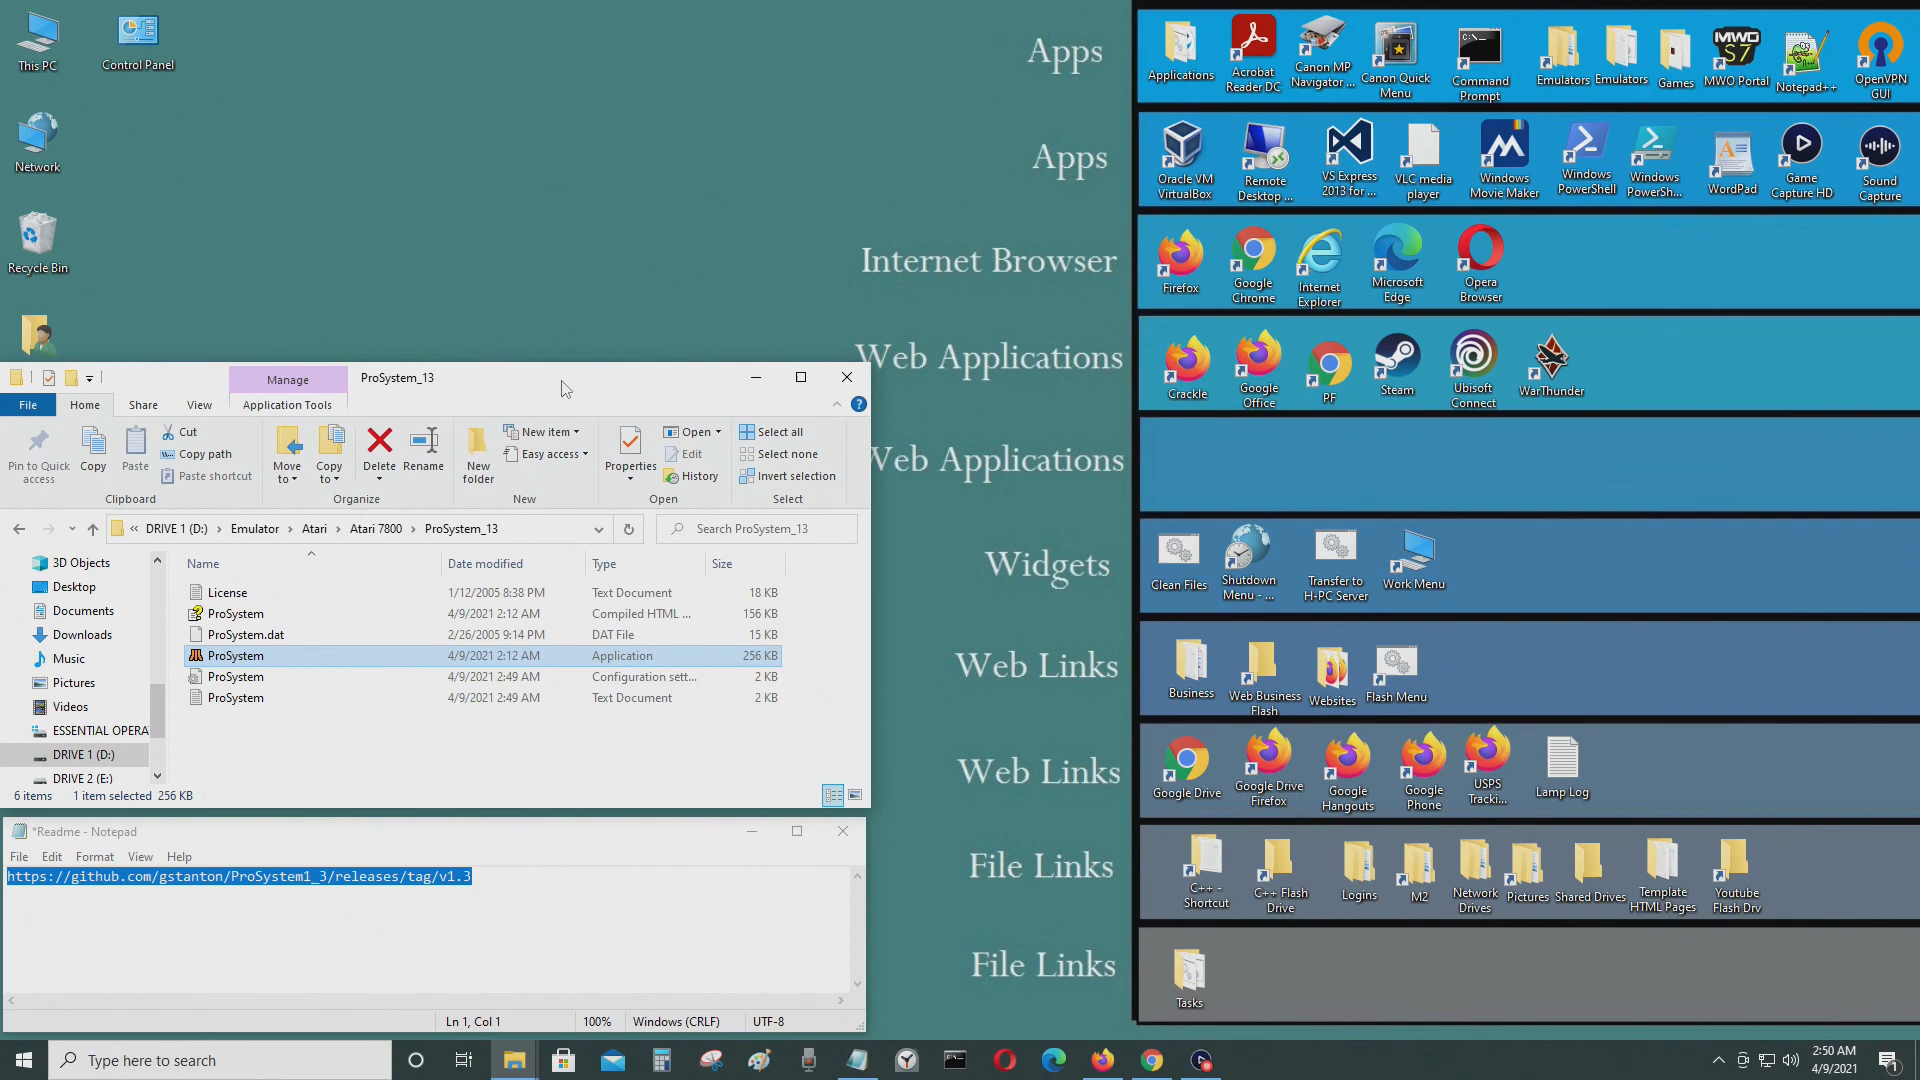 This PC
Control Panel
Network
Recycle Bin
Apps
Apps
Internet Browser
Web Applications
Web Applications
Widgets
Web Links
Web Links
File Links
File Links
Applications
Acrobat Reader DC
Canon MP Navigator ...
Canon Quick Menu
Command Prompt
Emulators
Emulators
Games
MWO Portal
Notepad++
OpenVPN GUI
Oracle VM VirtualBox
Remote Desktop ...
VS Express 2013 for ...
VLC media player
Windows Movie Maker
Windows PowerShell
Windows PowerSh...
WordPad
Game Capture HD
Sound Capture
Firefox
Google Chrome
Internet Explorer
Microsoft Edge
Opera Browser
Crackle
Google Office
PF
Steam
Ubisoft Connect
WarThunder
Clean Files
Shutdown Menu - ...
Transfer to H-PC Server
Work Menu
Business
Web Business Flash
Websites
Flash Menu
Google Drive
Google Drive Firefox
Google Hangouts
Google Phone
USPS Tracki...
Lamp Log
C++ - Shortcut
C++ Flash Drive
Logins
M2
Network Drives
Pictures
Shared Drives
Template HTML Pages
Youtube Flash Drv
Tasks
Manage
ProSystem_13
File
Home
Share
View
Application Tools
Pin to Quick access
Copy
Paste
Cut
Copy path
Paste shortcut
Clipboard
Move to
Copy to
Delete
Rename
Organize
New folder
New item
Easy access
New
Properties
Open
Edit
History
Open
Select all
Select none
Invert selection
Select
« DRIVE 1 (D:) › Emulator › Atari › Atari 7800 › ProSystem_13
Search ProSystem_13
3D Objects
Desktop
Documents
Downloads
Music
Pictures
Videos
ESSENTIAL OPERA
DRIVE 1 (D:)
DRIVE 2 (E:)
Name Date modified Type Size
License 1/12/2005 8:38 PM Text Document 18 KB
ProSystem 4/9/2021 2:12 AM Compiled HTML ... 156 KB
ProSystem.dat 2/26/2005 9:14 PM DAT File 15 KB
ProSystem 4/9/2021 2:12 AM Application 256 KB
ProSystem 4/9/2021 2:49 AM Configuration sett... 2 KB
ProSystem 4/9/2021 2:49 AM Text Document 2 KB
6 items 1 item selected 256 KB
*Readme - Notepad
File Edit Format View Help
https://github.com/gstanton/ProSystem1_3/releases/tag/v1.3
Ln 1, Col 1 100% Windows (CRLF) UTF-8
Type here to search
2:50 AM
4/9/2021
1